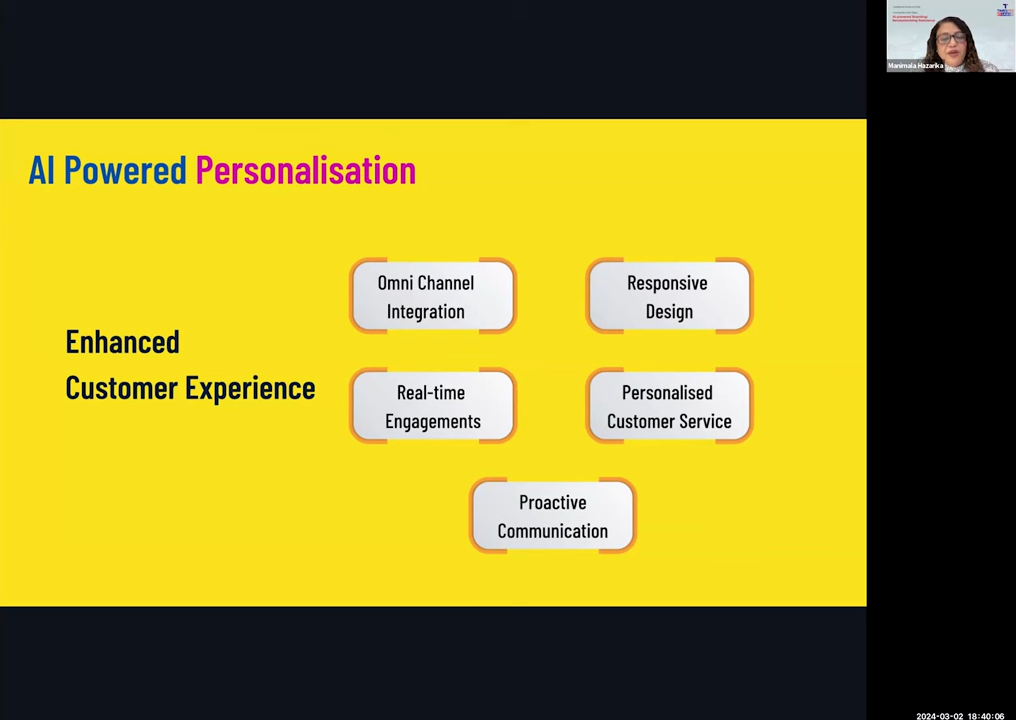 AI Powered Personalisation
Omni Channel
Integration
Responsive
Design
Enhanced
Customer Experience
Real-time
Engagements
Personalised
Customer Service
Proactive
Communication
Manimala Hazarika
2024-03-02 18:40:06